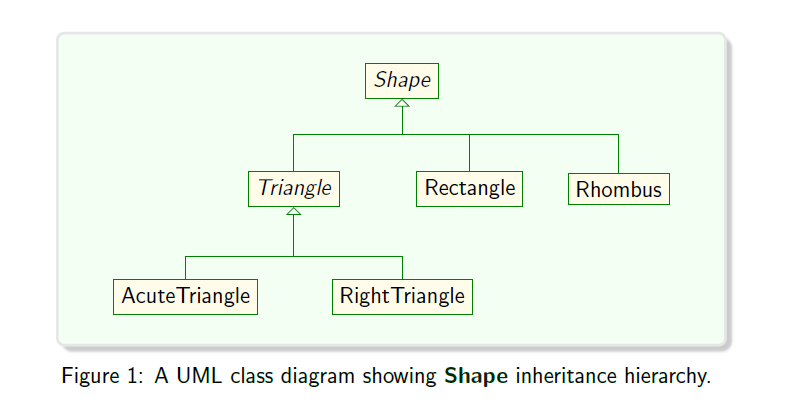 Shape
Triangle
Rectangle
Rhombus
AcuteTriangle
RightTriangle
Figure 1: A UML class diagram showing Shape inheritance hierarchy.